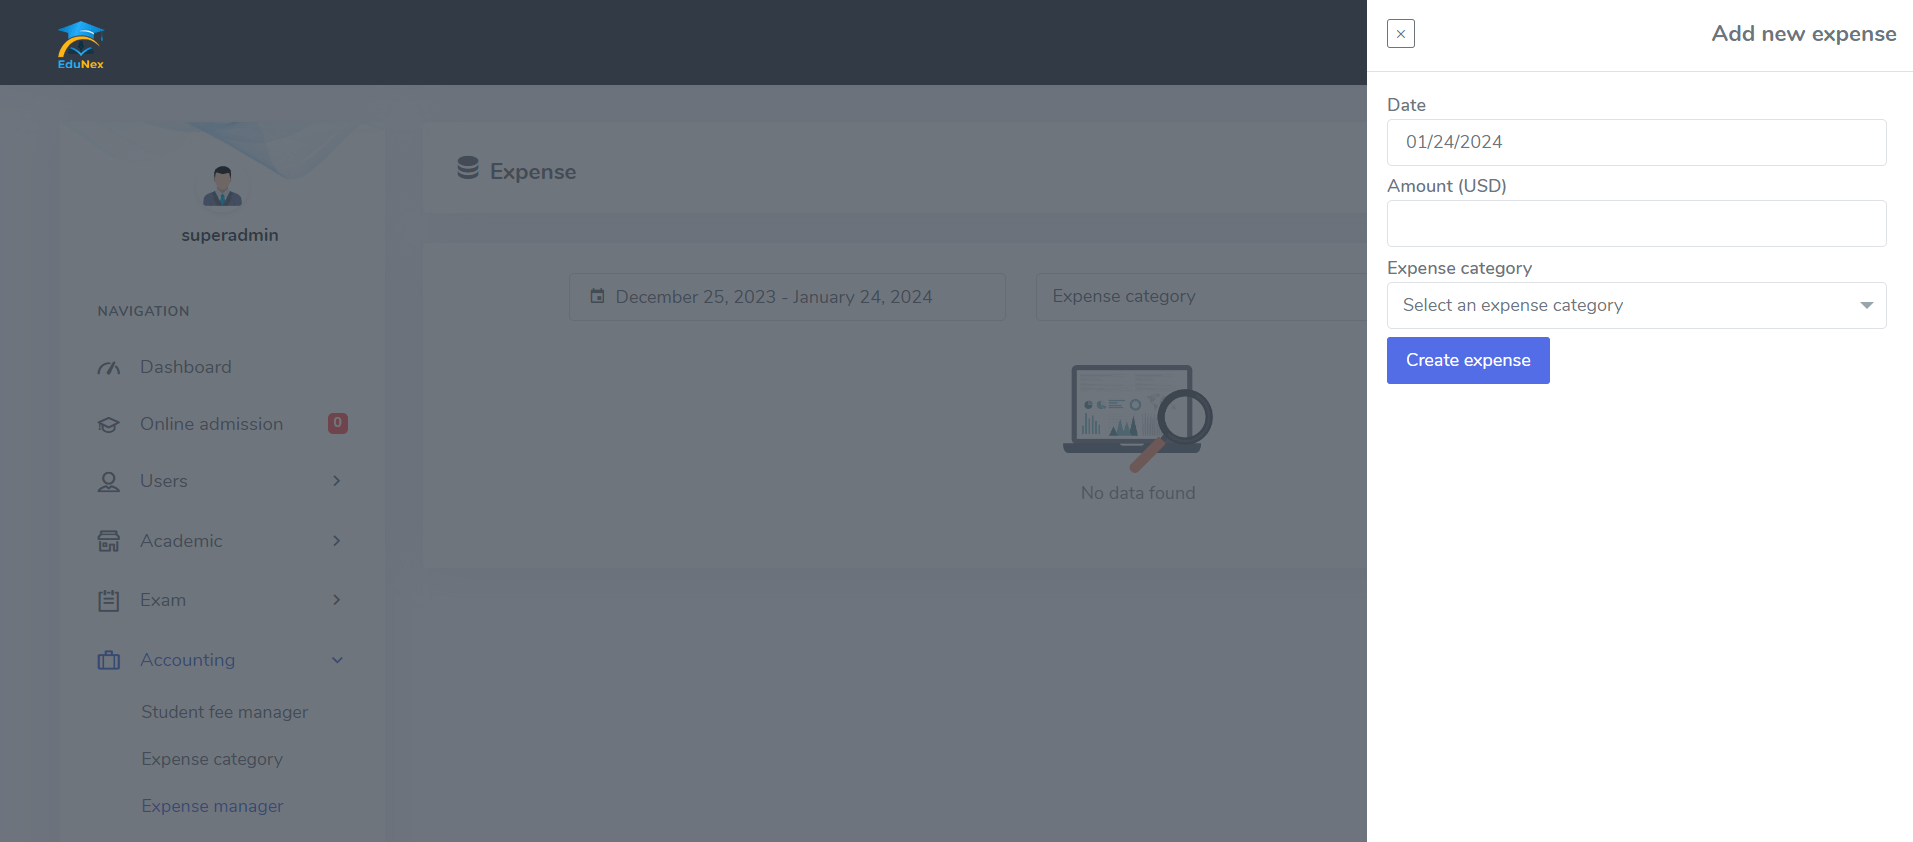 EduNex
superadmin
NAVIGATION
Dashboard
Online admission 0
Users
Academic
Exam
Accounting
Student fee manager
Expense category
Expense manager
Expense
December 25, 2023 - January 24, 2024
Expense category
No data found
Add new expense
Date
01/24/2024
Amount (USD)
Expense category
Select an expense category
Create expense